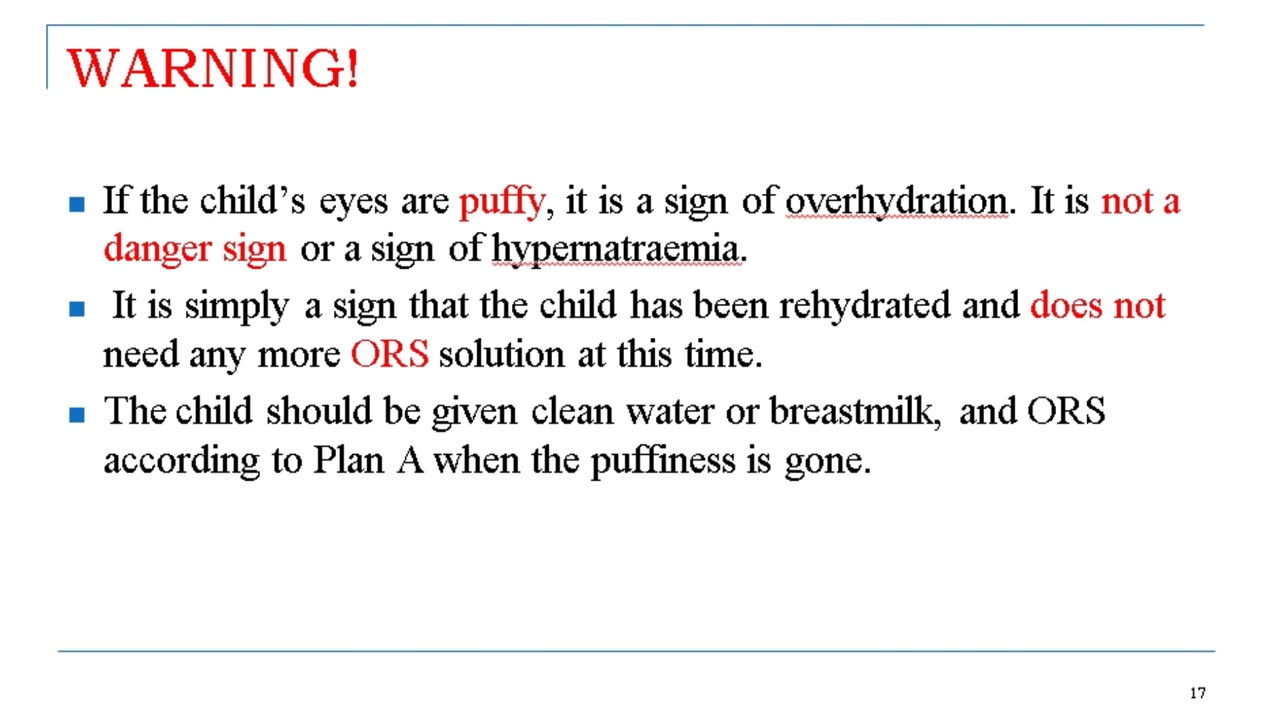 WARNING!
If the child’s eyes are puffy, it is a sign of overhydration. It is not a
danger sign or a sign of hypernatraemia.
It is simply a sign that the child has been rehydrated and does not
need any more ORS solution at this time.
The child should be given clean water or breastmilk, and ORS
according to Plan A when the puffiness is gone.
17